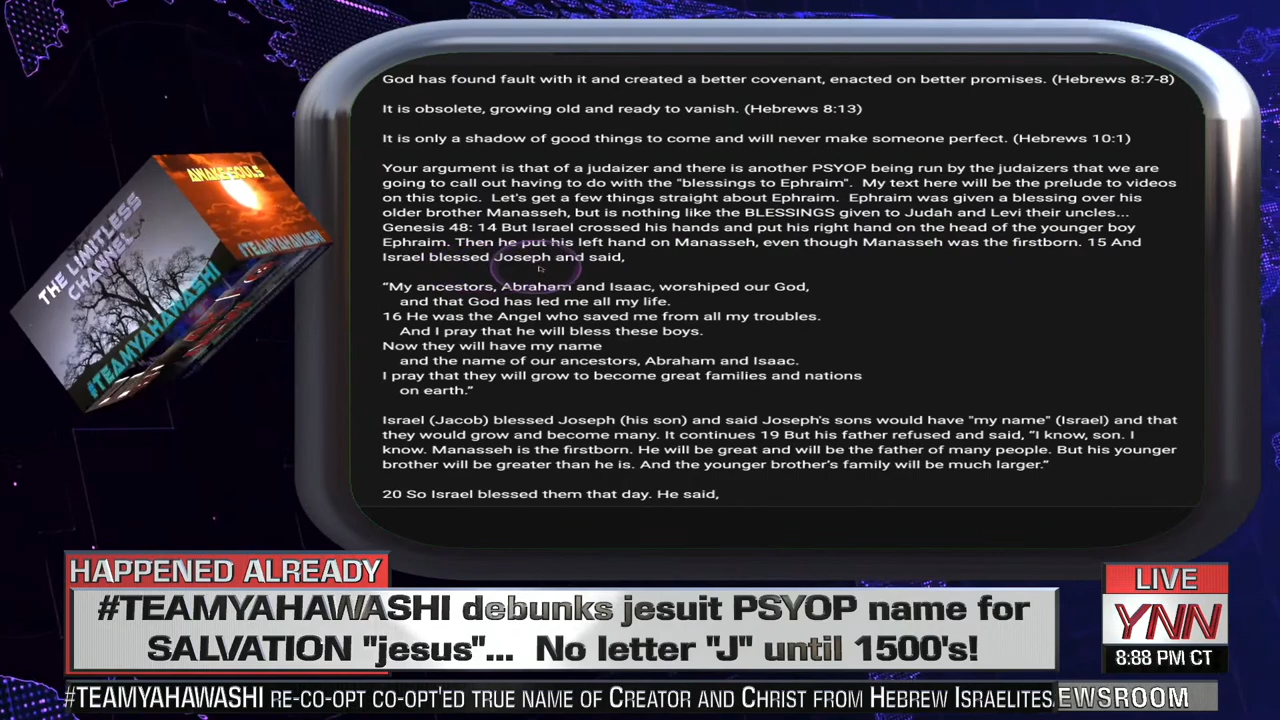 God has found fault with it and created a better covenant, enacted on better promises. (Hebrews 8:7-8)
It is obsolete, growing old and ready to vanish. (Hebrews 8:13)
It is only a shadow of good things to come and will never make someone perfect. (Hebrews 10:1)
Your argument is that of a judaizer and there is another PSYOP being run by the judaizers that we are
going to call out having to do with the "blessings to Ephraim". My text here will be the prelude to videos
on this topic. Let's get a few things straight about Ephraim. Ephraim was given a blessing over his
older brother Manasseh, but is nothing like the BLESSINGS given to Judah and Levi their uncles...
Genesis 48: 14 But Israel crossed his hands and put his right hand on the head of the younger boy
Ephraim. Then he put his left hand on Manasseh, even though Manasseh was the firstborn. 15 And
Israel blessed Joseph and said,
“My ancestors, Abraham and Isaac, worshiped our God,
and that God has led me all my life.
16 He was the Angel who saved me from all my troubles.
And I pray that he will bless these boys.
Now they will have my name
and the name of our ancestors, Abraham and Isaac.
I pray that they will grow to become great families and nations
on earth.”
Israel (Jacob) blessed Joseph (his son) and said Joseph's sons would have "my name" (Israel) and that
they would grow and become many. It continues 19 But his father refused and said, “I know, son. I
know. Manasseh is the firstborn. He will be great and will be the father of many people. But his younger
brother will be greater than he is. And the younger brother's family will be much larger.”
20 So Israel blessed them that day. He said,
AWAKE SOULS
#TEAMYAHAWASHI
THE LIMITLESS
CHANNEL
#TEAMYAHAWASHI
HAPPENED ALREADY
#TEAMYAHAWASHI debunks jesuit PSYOP name for
SALVATION "jesus"... No letter "J" until 1500's!
LIVE
YNN
8:88 PM CT
#TEAMYAHAWASHI RE-CO-OPT CO-OPT'ED TRUE NAME OF CREATOR AND CHRIST FROM HEBREW ISRAELITES. EWSROOM